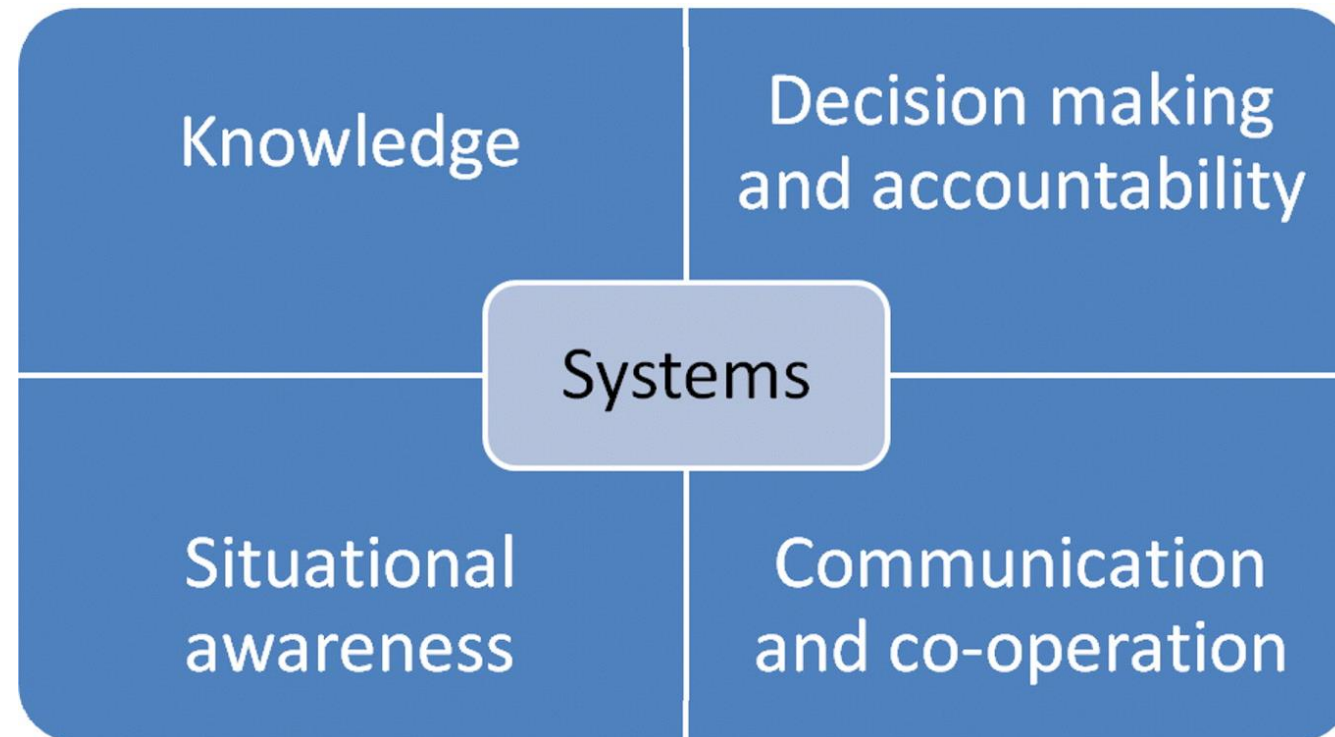 Knowledge
Decision making
and accountability
Systems
Situational
awareness
Communication
and co-operation